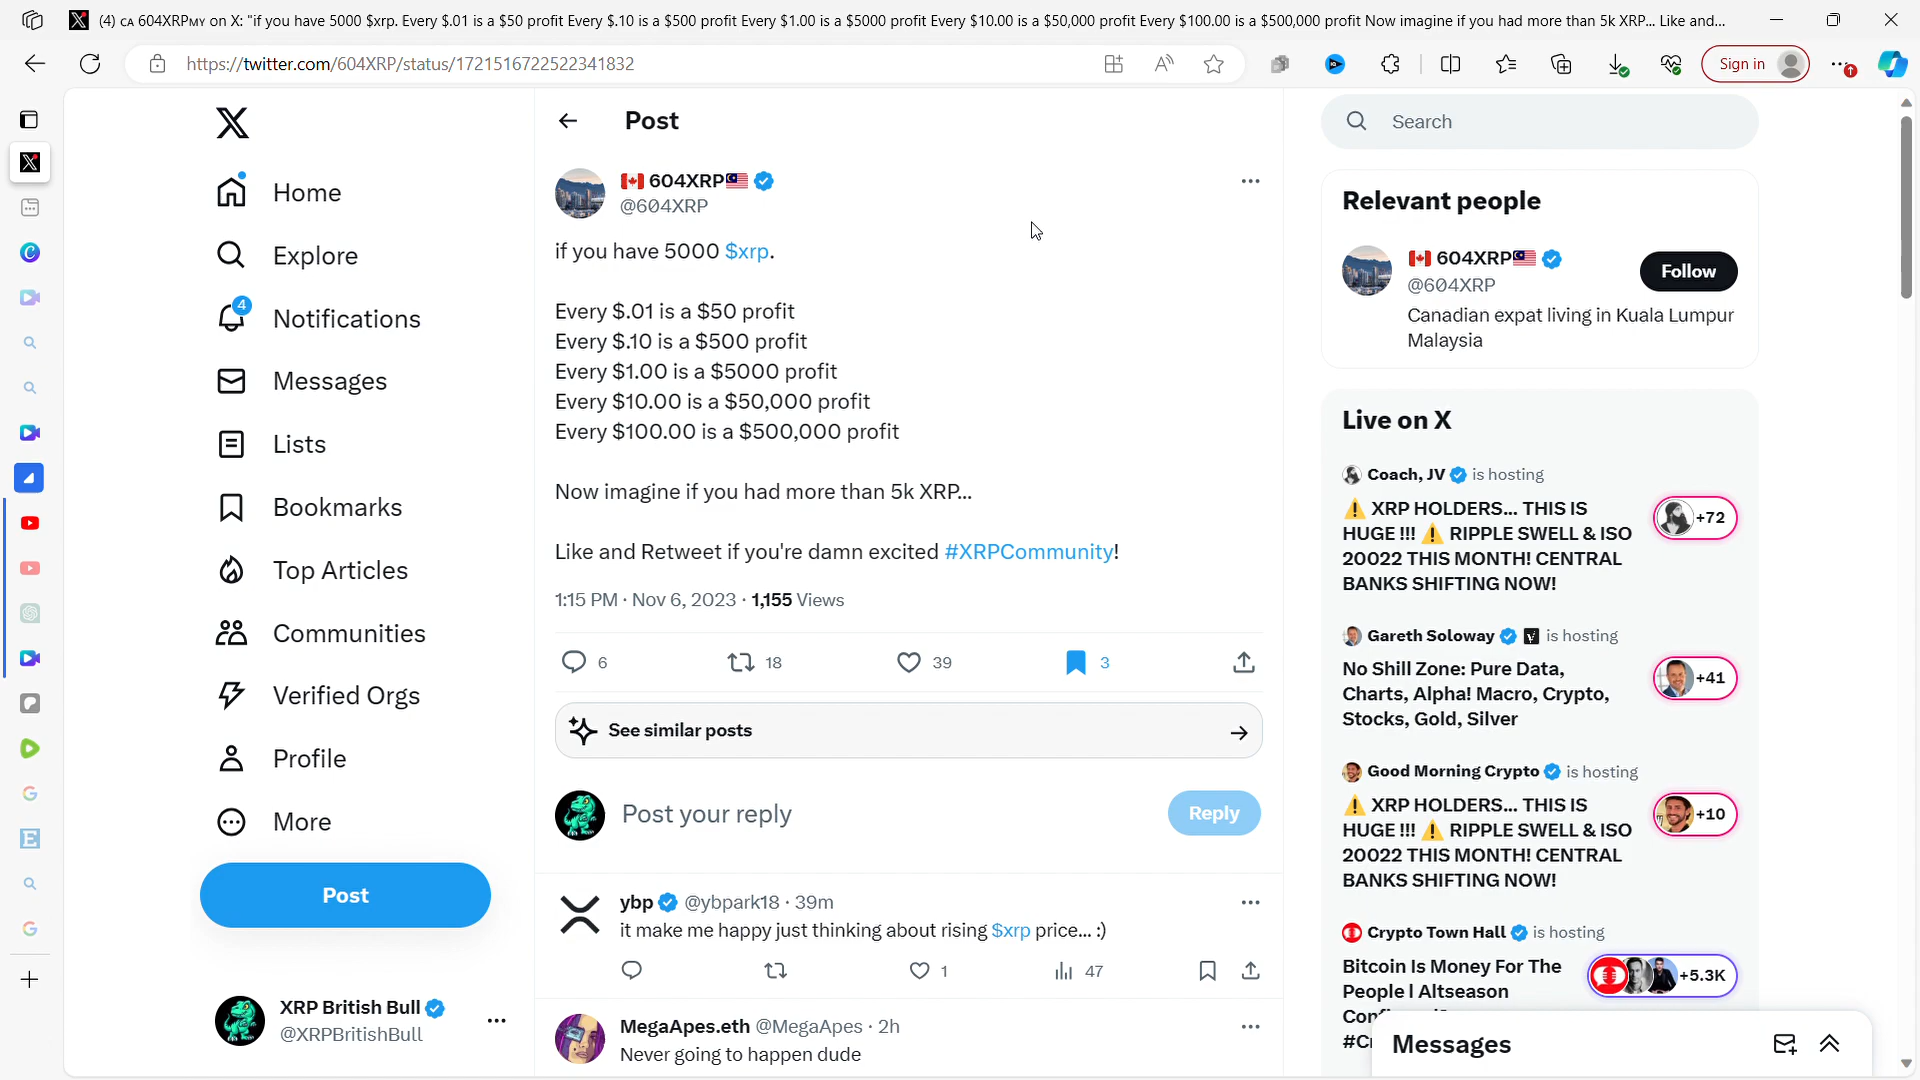 (4) CA 604XRPMY on X: "if you have 5000 $xrp. Every $.01 is a $50 profit Every $.10 is a $500 profit Every $1.00 is a $5000 profit Every $10.00 is a $50,000 profit Every $100.00 is a $500,000 profit Now imagine if you had more than 5k XRP... Like and...
https://twitter.com/604XRP/status/1721516722522341832
Sign in
Home
Explore
4
Notifications
Messages
Lists
Bookmarks
Top Articles
Communities
Verified Orgs
Profile
More
Post
XRP British Bull
@XRPBritishBull
Post
604XRP
@604XRP
if you have 5000 $xrp.
Every $.01 is a $50 profit
Every $.10 is a $500 profit
Every $1.00 is a $5000 profit
Every $10.00 is a $50,000 profit
Every $100.00 is a $500,000 profit
Now imagine if you had more than 5k XRP...
Like and Retweet if you're damn excited #XRPCommunity!
1:15 PM · Nov 6, 2023 · 1,155 Views
6 18 39 3
See similar posts
Post your reply
Reply
ybp @ybpark18 · 39m
it make me happy just thinking about rising $xrp price... :)
1 47
MegaApes.eth @MegaApes · 2h
Never going to happen dude
Search
Relevant people
604XRP
@604XRP
Follow
Canadian expat living in Kuala Lumpur
Malaysia
Live on X
Coach, JV is hosting
⚠️ XRP HOLDERS... THIS IS
HUGE !!! ⚠️ RIPPLE SWELL & ISO
20022 THIS MONTH! CENTRAL
BANKS SHIFTING NOW!
+72
Gareth Soloway is hosting
No Shill Zone: Pure Data,
Charts, Alpha! Macro, Crypto,
Stocks, Gold, Silver
+41
Good Morning Crypto is hosting
⚠️ XRP HOLDERS... THIS IS
HUGE !!! ⚠️ RIPPLE SWELL & ISO
20022 THIS MONTH! CENTRAL
BANKS SHIFTING NOW!
+10
Crypto Town Hall is hosting
Bitcoin Is Money For The
People I Altseason
+5.3K
Messages